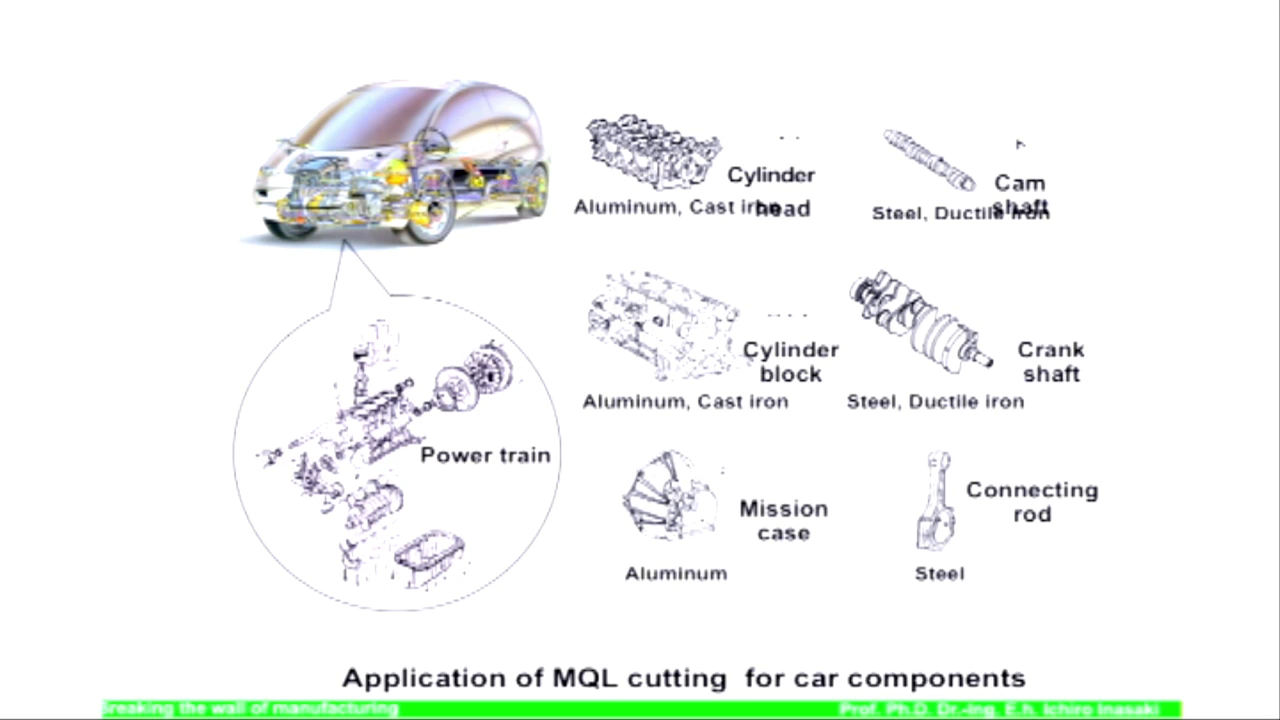 Cylinder
head
Aluminum, Cast iron
Cam
shaft
Steel, Ductile iron
Cylinder
block
Aluminum, Cast iron
Crank
shaft
Steel, Ductile iron
Power train
Mission
case
Aluminum
Connecting
rod
Steel
Application of MQL cutting for car components
Breaking the wall of manufacturing
Prof. Ph.D. Dr.-Ing. E.h. Ichiro Inasaki